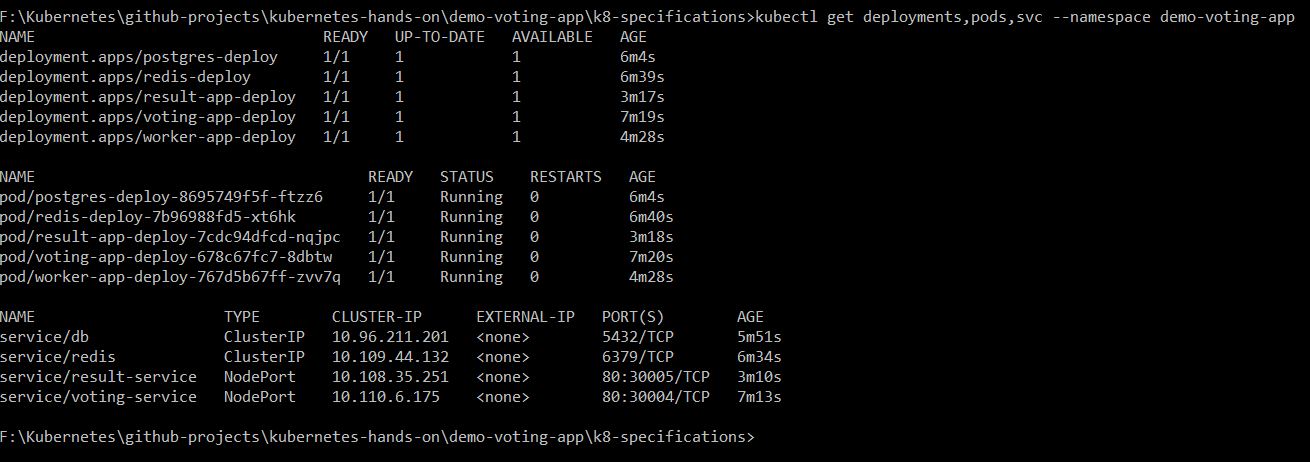 F:\Kubernetes\github-projects\kubernetes-hands-on\demo-voting-app\k8-specifications>kubectl get deployments,pods,svc --namespace demo-voting-app
NAME READY UP-TO-DATE AVAILABLE AGE
deployment.apps/postgres-deploy 1/1 1 1 6m4s
deployment.apps/redis-deploy 1/1 1 1 6m39s
deployment.apps/result-app-deploy 1/1 1 1 3m17s
deployment.apps/voting-app-deploy 1/1 1 1 7m19s
deployment.apps/worker-app-deploy 1/1 1 1 4m28s
NAME READY STATUS RESTARTS AGE
pod/postgres-deploy-8695749f5f-ftzz6 1/1 Running 0 6m4s
pod/redis-deploy-7b96988fd5-xt6hk 1/1 Running 0 6m40s
pod/result-app-deploy-7cdc94dfcd-nqjpc 1/1 Running 0 3m18s
pod/voting-app-deploy-678c67fc7-8dbtw 1/1 Running 0 7m20s
pod/worker-app-deploy-767d5b67ff-zvv7q 1/1 Running 0 4m28s
NAME TYPE CLUSTER-IP EXTERNAL-IP PORT(S) AGE
service/db ClusterIP 10.96.211.201 <none> 5432/TCP 5m51s
service/redis ClusterIP 10.109.44.132 <none> 6379/TCP 6m34s
service/result-service NodePort 10.108.35.251 <none> 80:30005/TCP 3m10s
service/voting-service NodePort 10.110.6.175 <none> 80:30004/TCP 7m13s
F:\Kubernetes\github-projects\kubernetes-hands-on\demo-voting-app\k8-specifications>